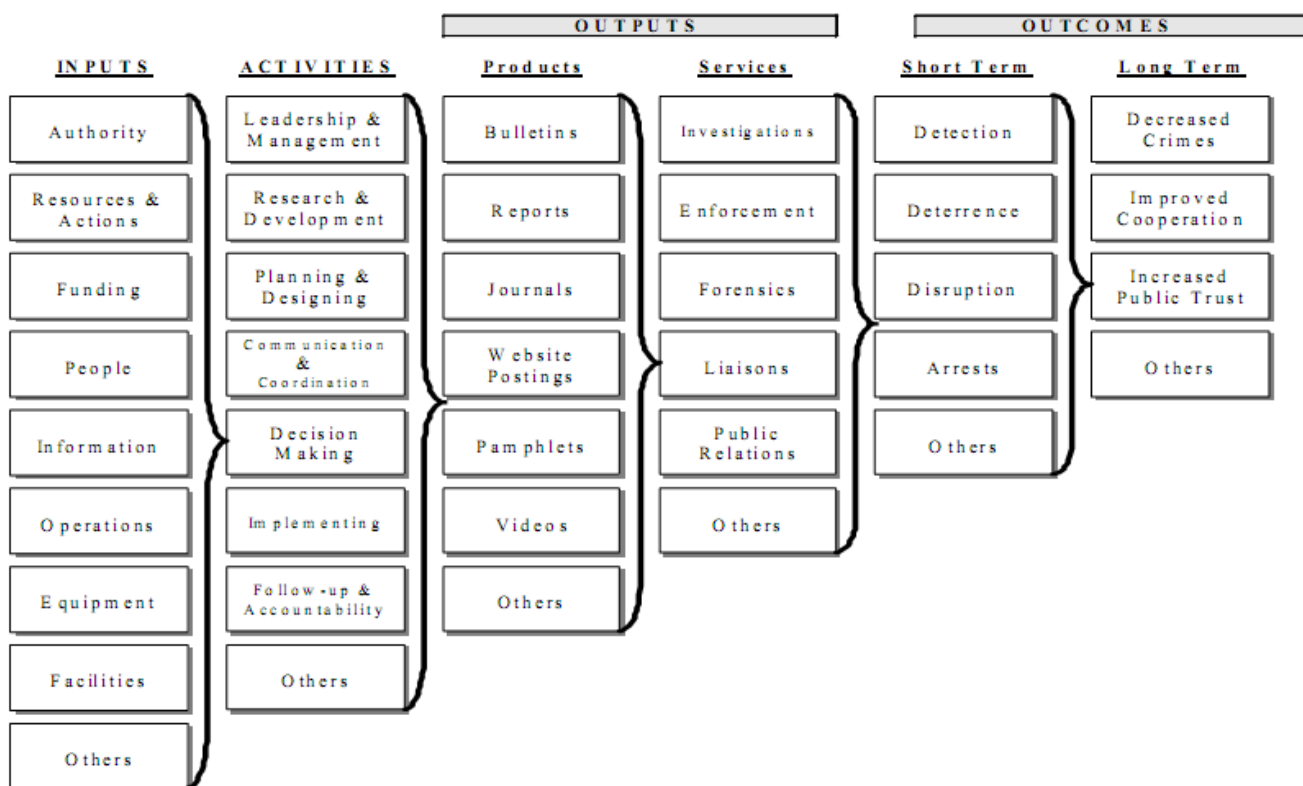 OUTPUTS
OUTCOMES
INPUTS
ACTIVITIES
Products
Services
Short Term
Long Term
Authority
Resources &
Actions
Funding
People
Information
Operations
Equipment
Facilities
Others
Leadership &
Management
Research &
Development
Planning &
Designing
Communication
&
Coordination
Decision
Making
Implementing
Follow-up &
Accountability
Others
Bulletins
Reports
Journals
Website
Postings
Pamphlets
Videos
Others
Investigations
Enforcement
Forensics
Liaisons
Public
Relations
Others
Detection
Deterrence
Disruption
Arrests
Others
Decreased
Crimes
Improved
Cooperation
Increased
Public Trust
Others